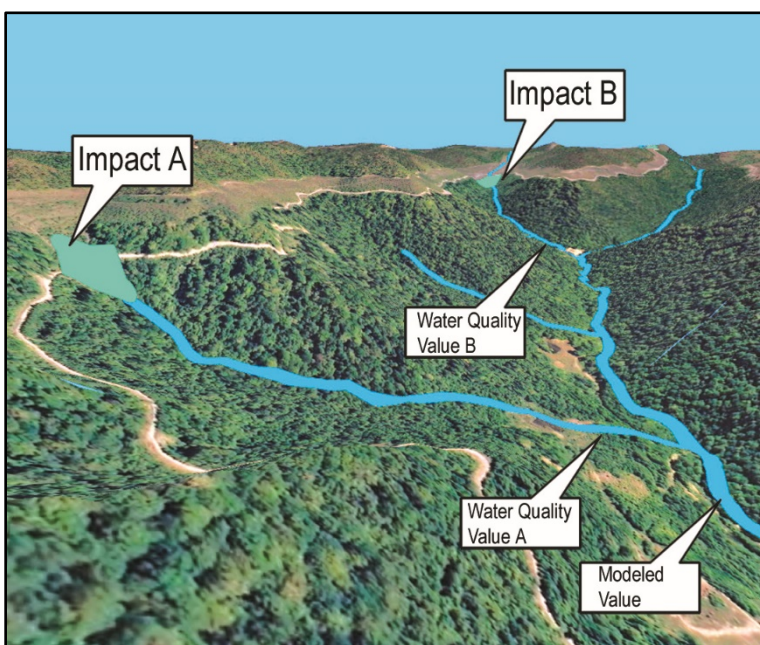 Impact B
Impact A
Water Quality
Value B
Water Quality
Value A
Modeled
Value